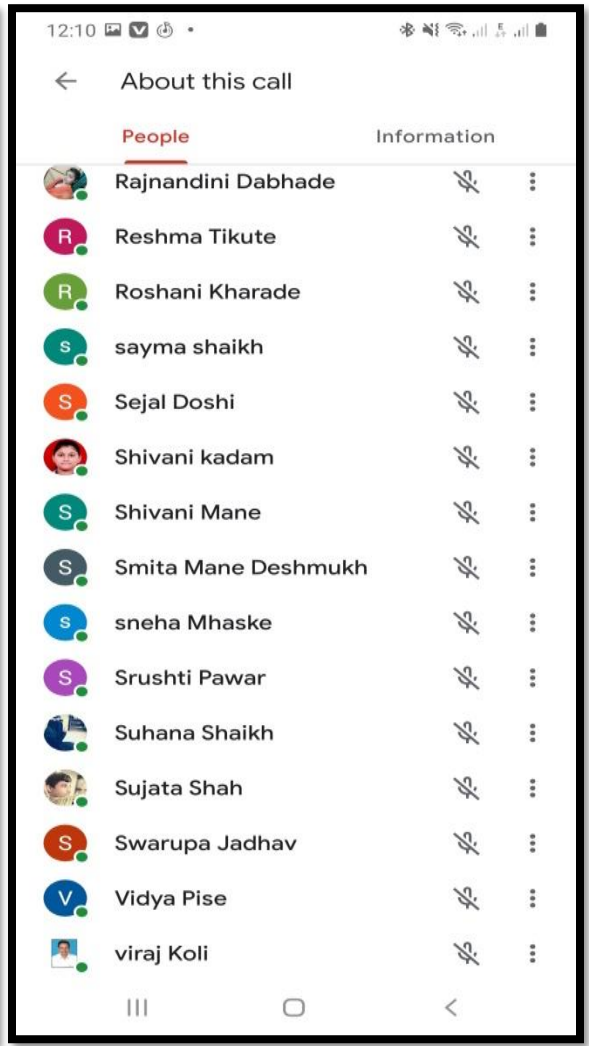 12:10
About this call
People Information
Rajnandini Dabhade
R Reshma Tikute
R Roshani Kharade
s sayma shaikh
S Sejal Doshi
Shivani kadam
S Shivani Mane
S Smita Mane Deshmukh
s sneha Mhaske
S Srushti Pawar
Suhana Shaikh
Sujata Shah
S Swarupa Jadhav
V Vidya Pise
viraj Koli